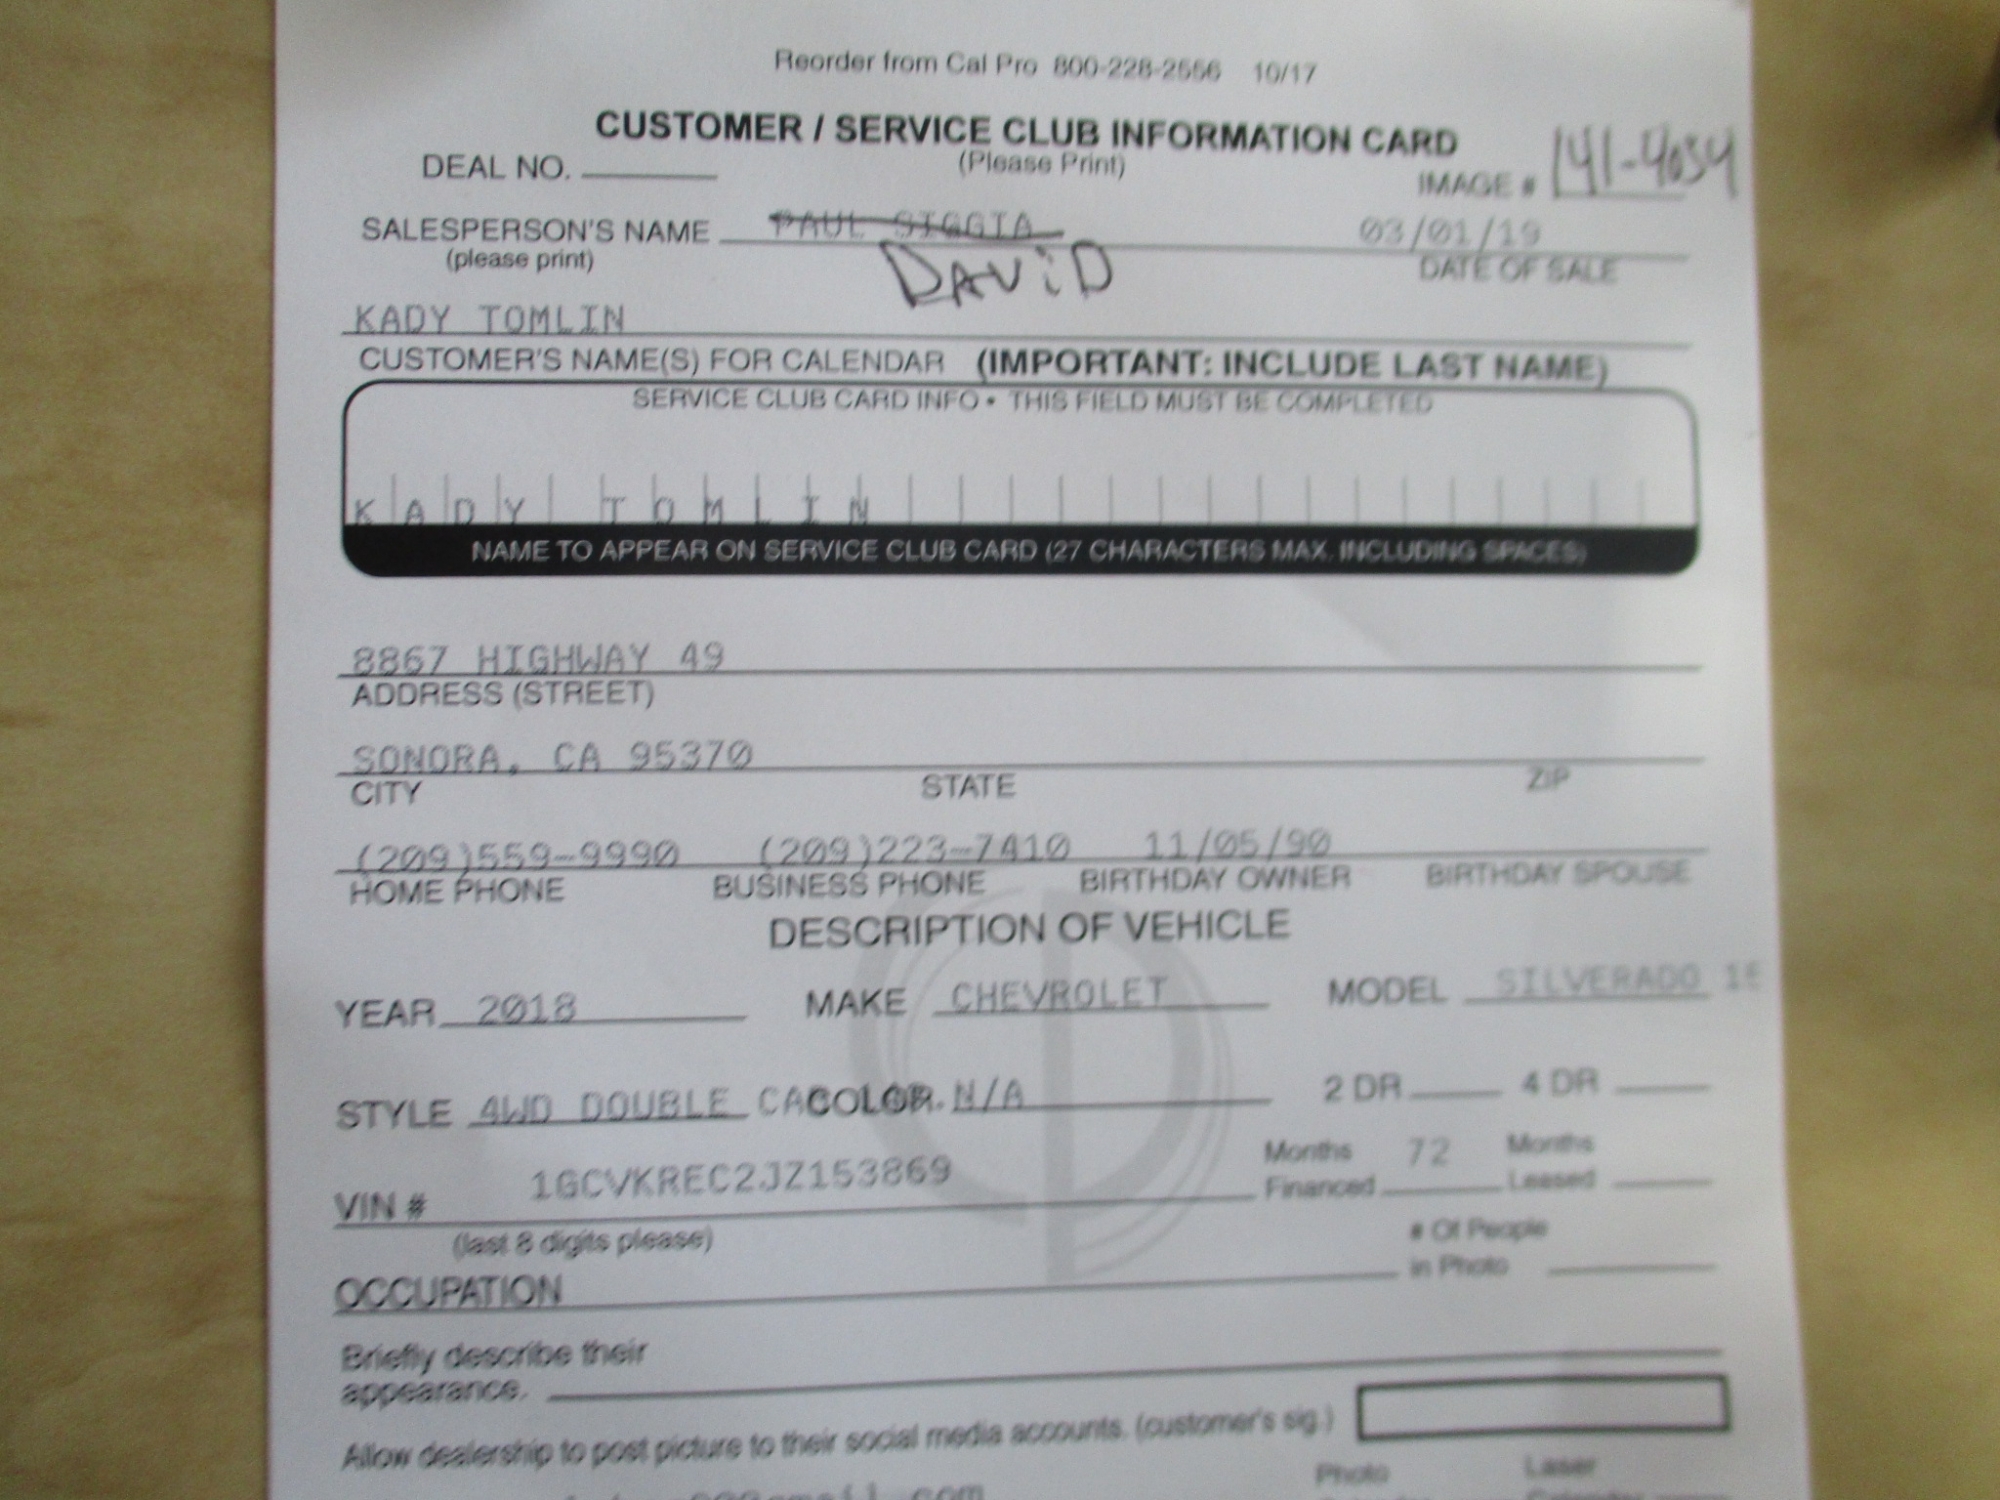 Reorder from Cal Pro 800-228-2556 10/17
CUSTOMER / SERVICE CLUB INFORMATION CARD
(Please Print)
DEAL NO.
IMAGE # 141-4034
SALESPERSON'S NAME PAUL SIGGIA 03/01/19
(please print) DAViD DATE OF SALE
KADY TOMLIN
CUSTOMER'S NAME(S) FOR CALENDAR (IMPORTANT: INCLUDE LAST NAME)
SERVICE CLUB CARD INFO • THIS FIELD MUST BE COMPLETED
KADY TOMLIN
NAME TO APPEAR ON SERVICE CLUB CARD (27 CHARACTERS MAX. INCLUDING SPACES)
8867 HIGHWAY 49
ADDRESS (STREET)
SONORA, CA 95370
CITY STATE ZIP
(209)559-9990 (209)223-7410 11/05/90
HOME PHONE BUSINESS PHONE BIRTHDAY OWNER BIRTHDAY SPOUSE
DESCRIPTION OF VEHICLE
YEAR 2018 MAKE CHEVROLET MODEL SILVERADO
STYLE 4WD DOUBLE CA COLOR N/A 2 DR 4 DR
Months 72 Months
VIN # 1GCVKREC2JZ153869 Financed Leased
(last 8 digits please) # Of People
OCCUPATION in Photo
Briefly describe their
appearance.
Allow dealership to post picture to their social media accounts. (customer's sig.)
Photo Laser